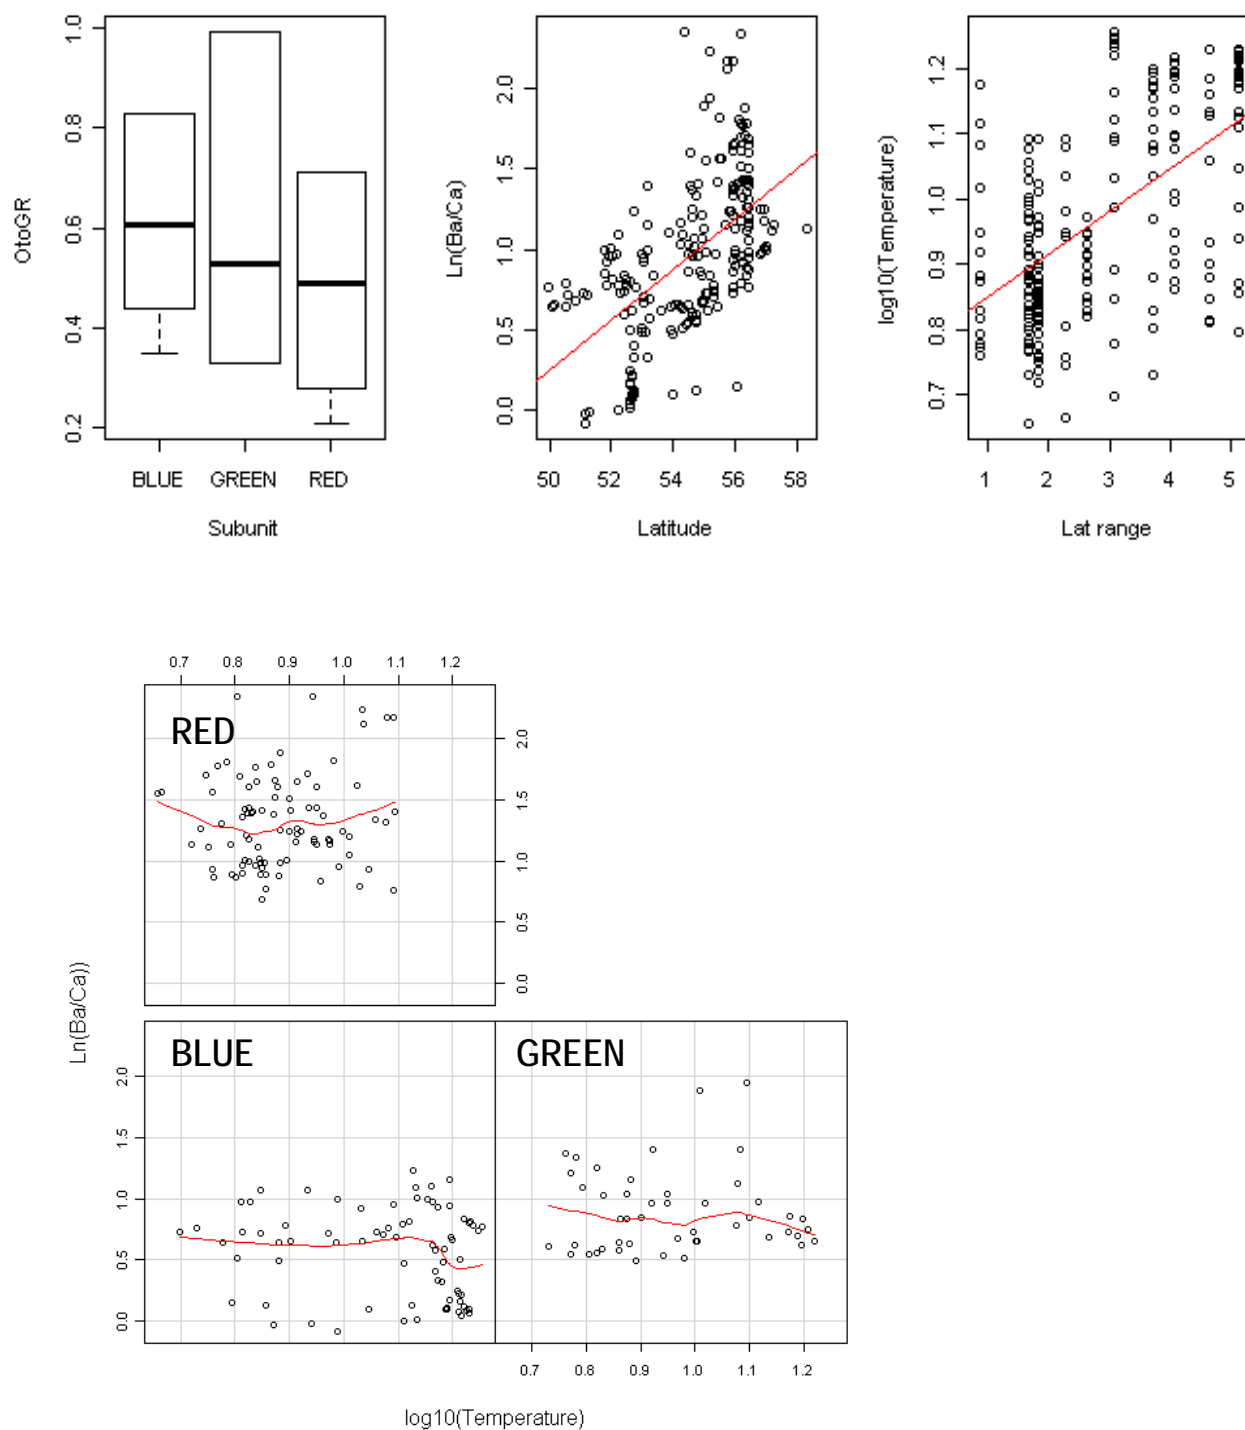 OtoGR
1.0
0.8
0.6
0.4
0.2
BLUE GREEN RED
Subunit
Ln(Ba/Ca)
2.0
1.5
1.0
0.5
0.0
50 52 54 56 58
Latitude
log10(Temperature)
1.2
1.1
1.0
0.9
0.8
0.7
1 2 3 4 5
Lat range
0.7 0.8 0.9 1.0 1.1 1.2
RED
2.0
1.5
1.0
0.5
0.0
Ln(Ba/Ca))
BLUE
GREEN
2.0
1.5
1.0
0.5
0.0
0.7 0.8 0.9 1.0 1.1 1.2
log10(Temperature)